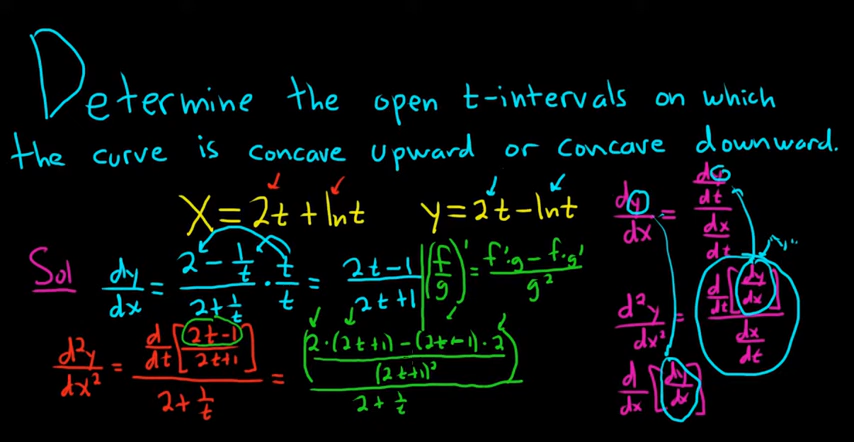 Determine the open t-intervals on which
the curve is concave upward or concave downward.
X = 2t + lnt y = 2t - lnt
dy/dx = (dy/dt)/(dx/dt)
Sol dy/dx = (2 - 1/t)/(2 + 1/t) · t/t = (2t-1)/(2t+1)
(f/g)' = (f'g - f·g')/g²
d²y/dx² = (d/dt[dy/dx])/(dx/dt)
d²y/dx² = (d/dt[(2t-1)/(2t+1)])/(2 + 1/t) = ((2·(2t+1) - (2t-1)·2)/(2t+1)²)/(2 + 1/t)
d/dx[dy/dx]